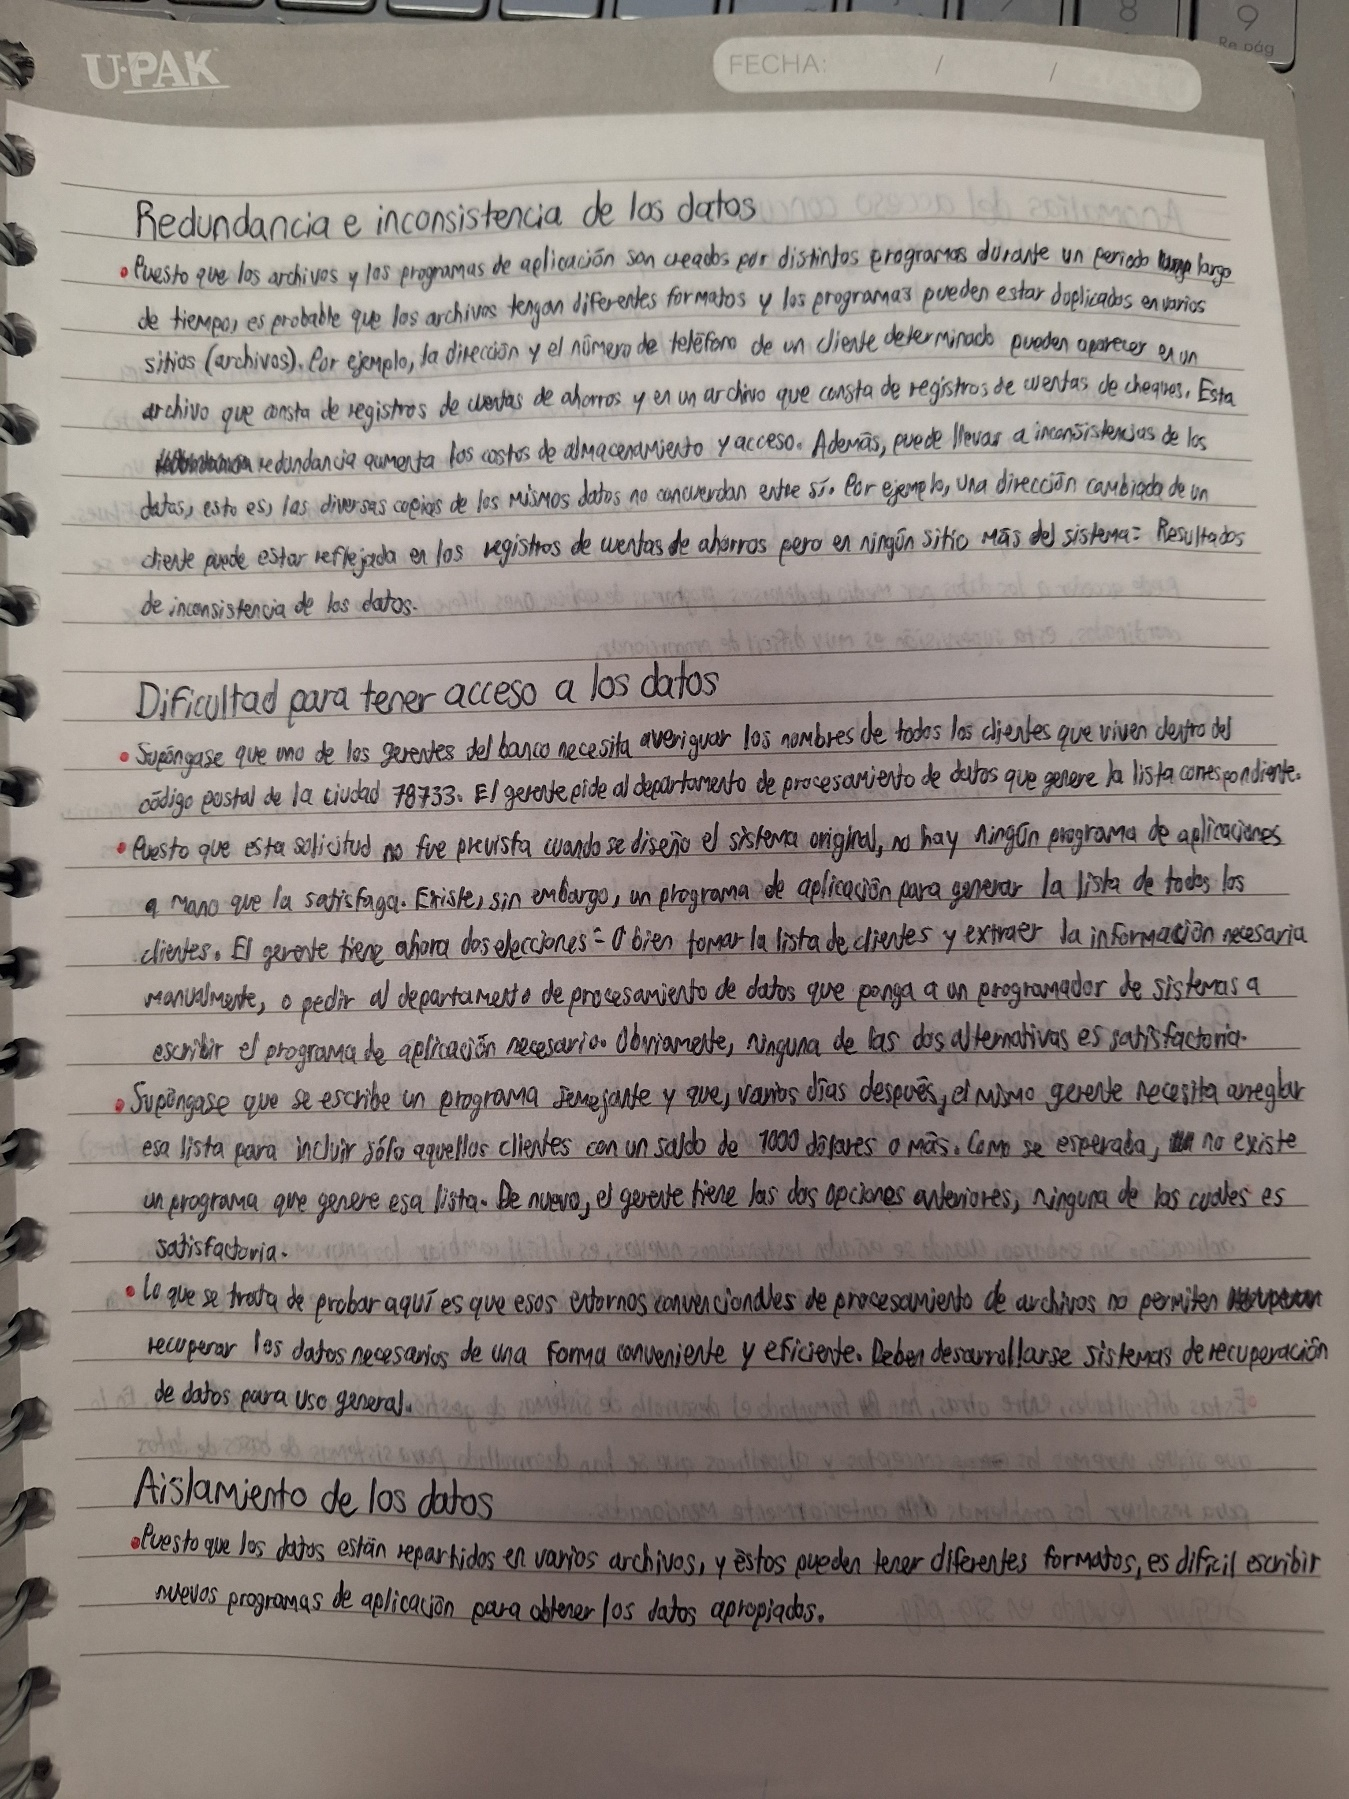 U·PAK
FECHA: / /
8
9
Re pág
Redundancia e inconsistencia de los datos
• Puesto que los archivos y los programas de aplicación son creados por distintos programas durante un periodo largo
de tiempo, es probable que los archivos tengan diferentes formatos y los programas pueden estar duplicados en varios
sitios (archivos). Por ejemplo, la dirección y el número de teléfono de un cliente determinado pueden aparecer en un
archivo que consta de registros de cuentas de ahorros y en un archivo que consta de registros de cuentas de cheques. Esta
redundancia aumenta los costos de almacenamiento y acceso. Además, puede llevar a inconsistencias de los
datos, esto es, las diversas copias de los mismos datos no concuerdan entre sí. Por ejemplo, una dirección cambiada de un
cliente puede estar reflejada en los registros de cuentas de ahorros pero en ningún sitio más del sistema: Resultados
de inconsistencia de los datos.
Dificultad para tener acceso a los datos
• Supóngase que uno de los gerentes del banco necesita averiguar los nombres de todos los clientes que viven dentro del
código postal de la ciudad 78733. El gerente pide al departamento de procesamiento de datos que genere la lista correspondiente.
• Puesto que esta solicitud no fue prevista cuando se diseño el sistema original, no hay ningún programa de aplicaciones
a mano que la satisfaga. Existe, sin embargo, un programa de aplicación para generar la lista de todos los
clientes. El gerente tiene ahora dos elecciones: O bien tomar la lista de clientes y extraer la información necesaria
manualmente, o pedir al departamento de procesamiento de datos que ponga a un programador de sistemas a
escribir el programa de aplicación necesario. Obviamente, ninguna de las dos alternativas es satisfactoria.
• Supóngase que se escribe un programa semejante y que, varios días después, el mismo gerente necesita arreglar
esa lista para incluir sólo aquellos clientes con un saldo de 1000 dólares o más. Como se esperaba, no existe
un programa que genere esa lista. De nuevo, el gerente tiene las dos opciones anteriores, ninguna de las cuales es
satisfactoria.
• Lo que se trata de probar aquí es que esos entornos convencionales de procesamiento de archivos no permiten
recuperar los datos necesarios de una forma conveniente y eficiente. Deben desarrollarse sistemas de recuperación
de datos para uso general.
Aislamiento de los datos
• Puesto que los datos están repartidos en varios archivos, y éstos pueden tener diferentes formatos, es difícil escribir
nuevos programas de aplicación para obtener los datos apropiados.